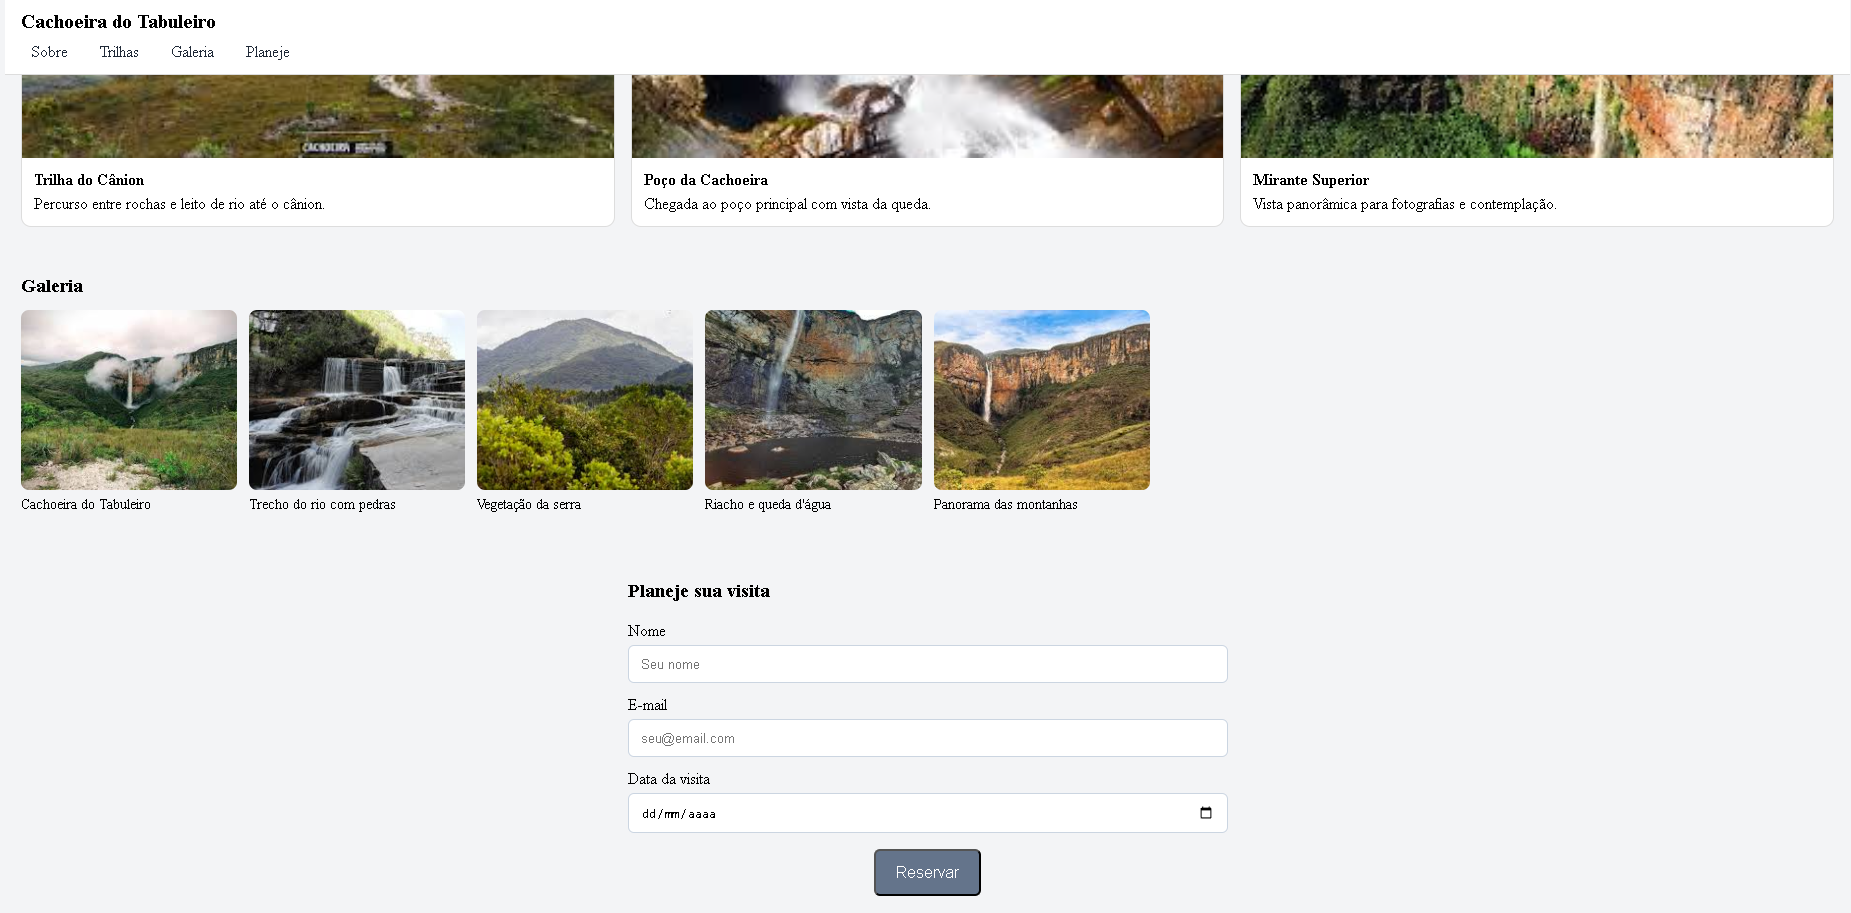 Cachoeira do Tabuleiro
Sobre Trilhas Galeria Planeje
CACHOEIRA
Trilha do Cânion
Percurso entre rochas e leito de rio até o cânion.
Poço da Cachoeira
Chegada ao poço principal com vista da queda.
Mirante Superior
Vista panorâmica para fotografias e contemplação.
Galeria
Cachoeira do Tabuleiro
Trecho do rio com pedras
Vegetação da serra
Riacho e queda d'água
Panorama das montanhas
Planeje sua visita
Nome
Seu nome
E-mail
seu@email.com
Data da visita
dd/mm/aaaa
Reservar